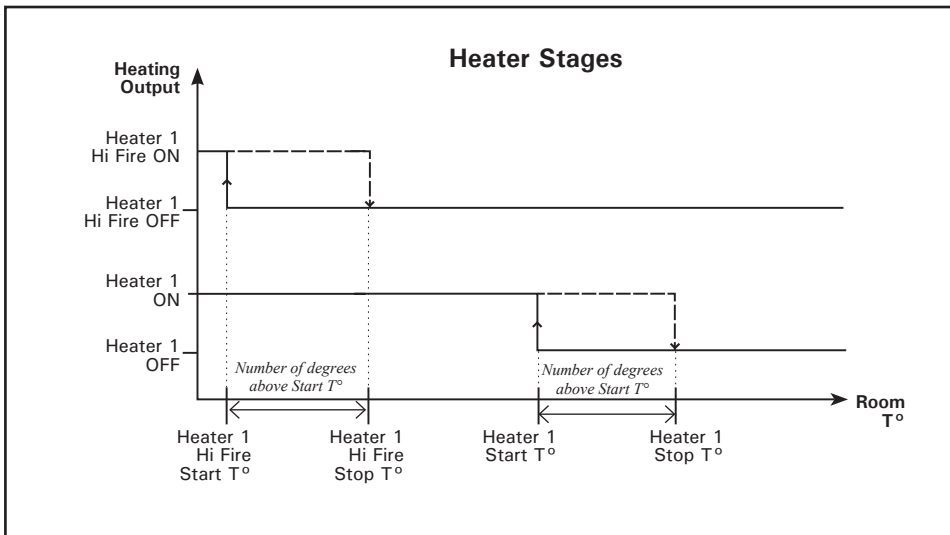 Heater Stages
Heating
Output
Heater 1
Hi Fire ON
Heater 1
Hi Fire OFF
Heater 1
ON
Heater 1
OFF
Number of degrees
above Start T°
Number of degrees
above Start T°
Room
T°
Heater 1
Hi Fire
Start T°
Heater 1
Hi Fire
Stop T°
Heater 1
Start T°
Heater 1
Stop T°